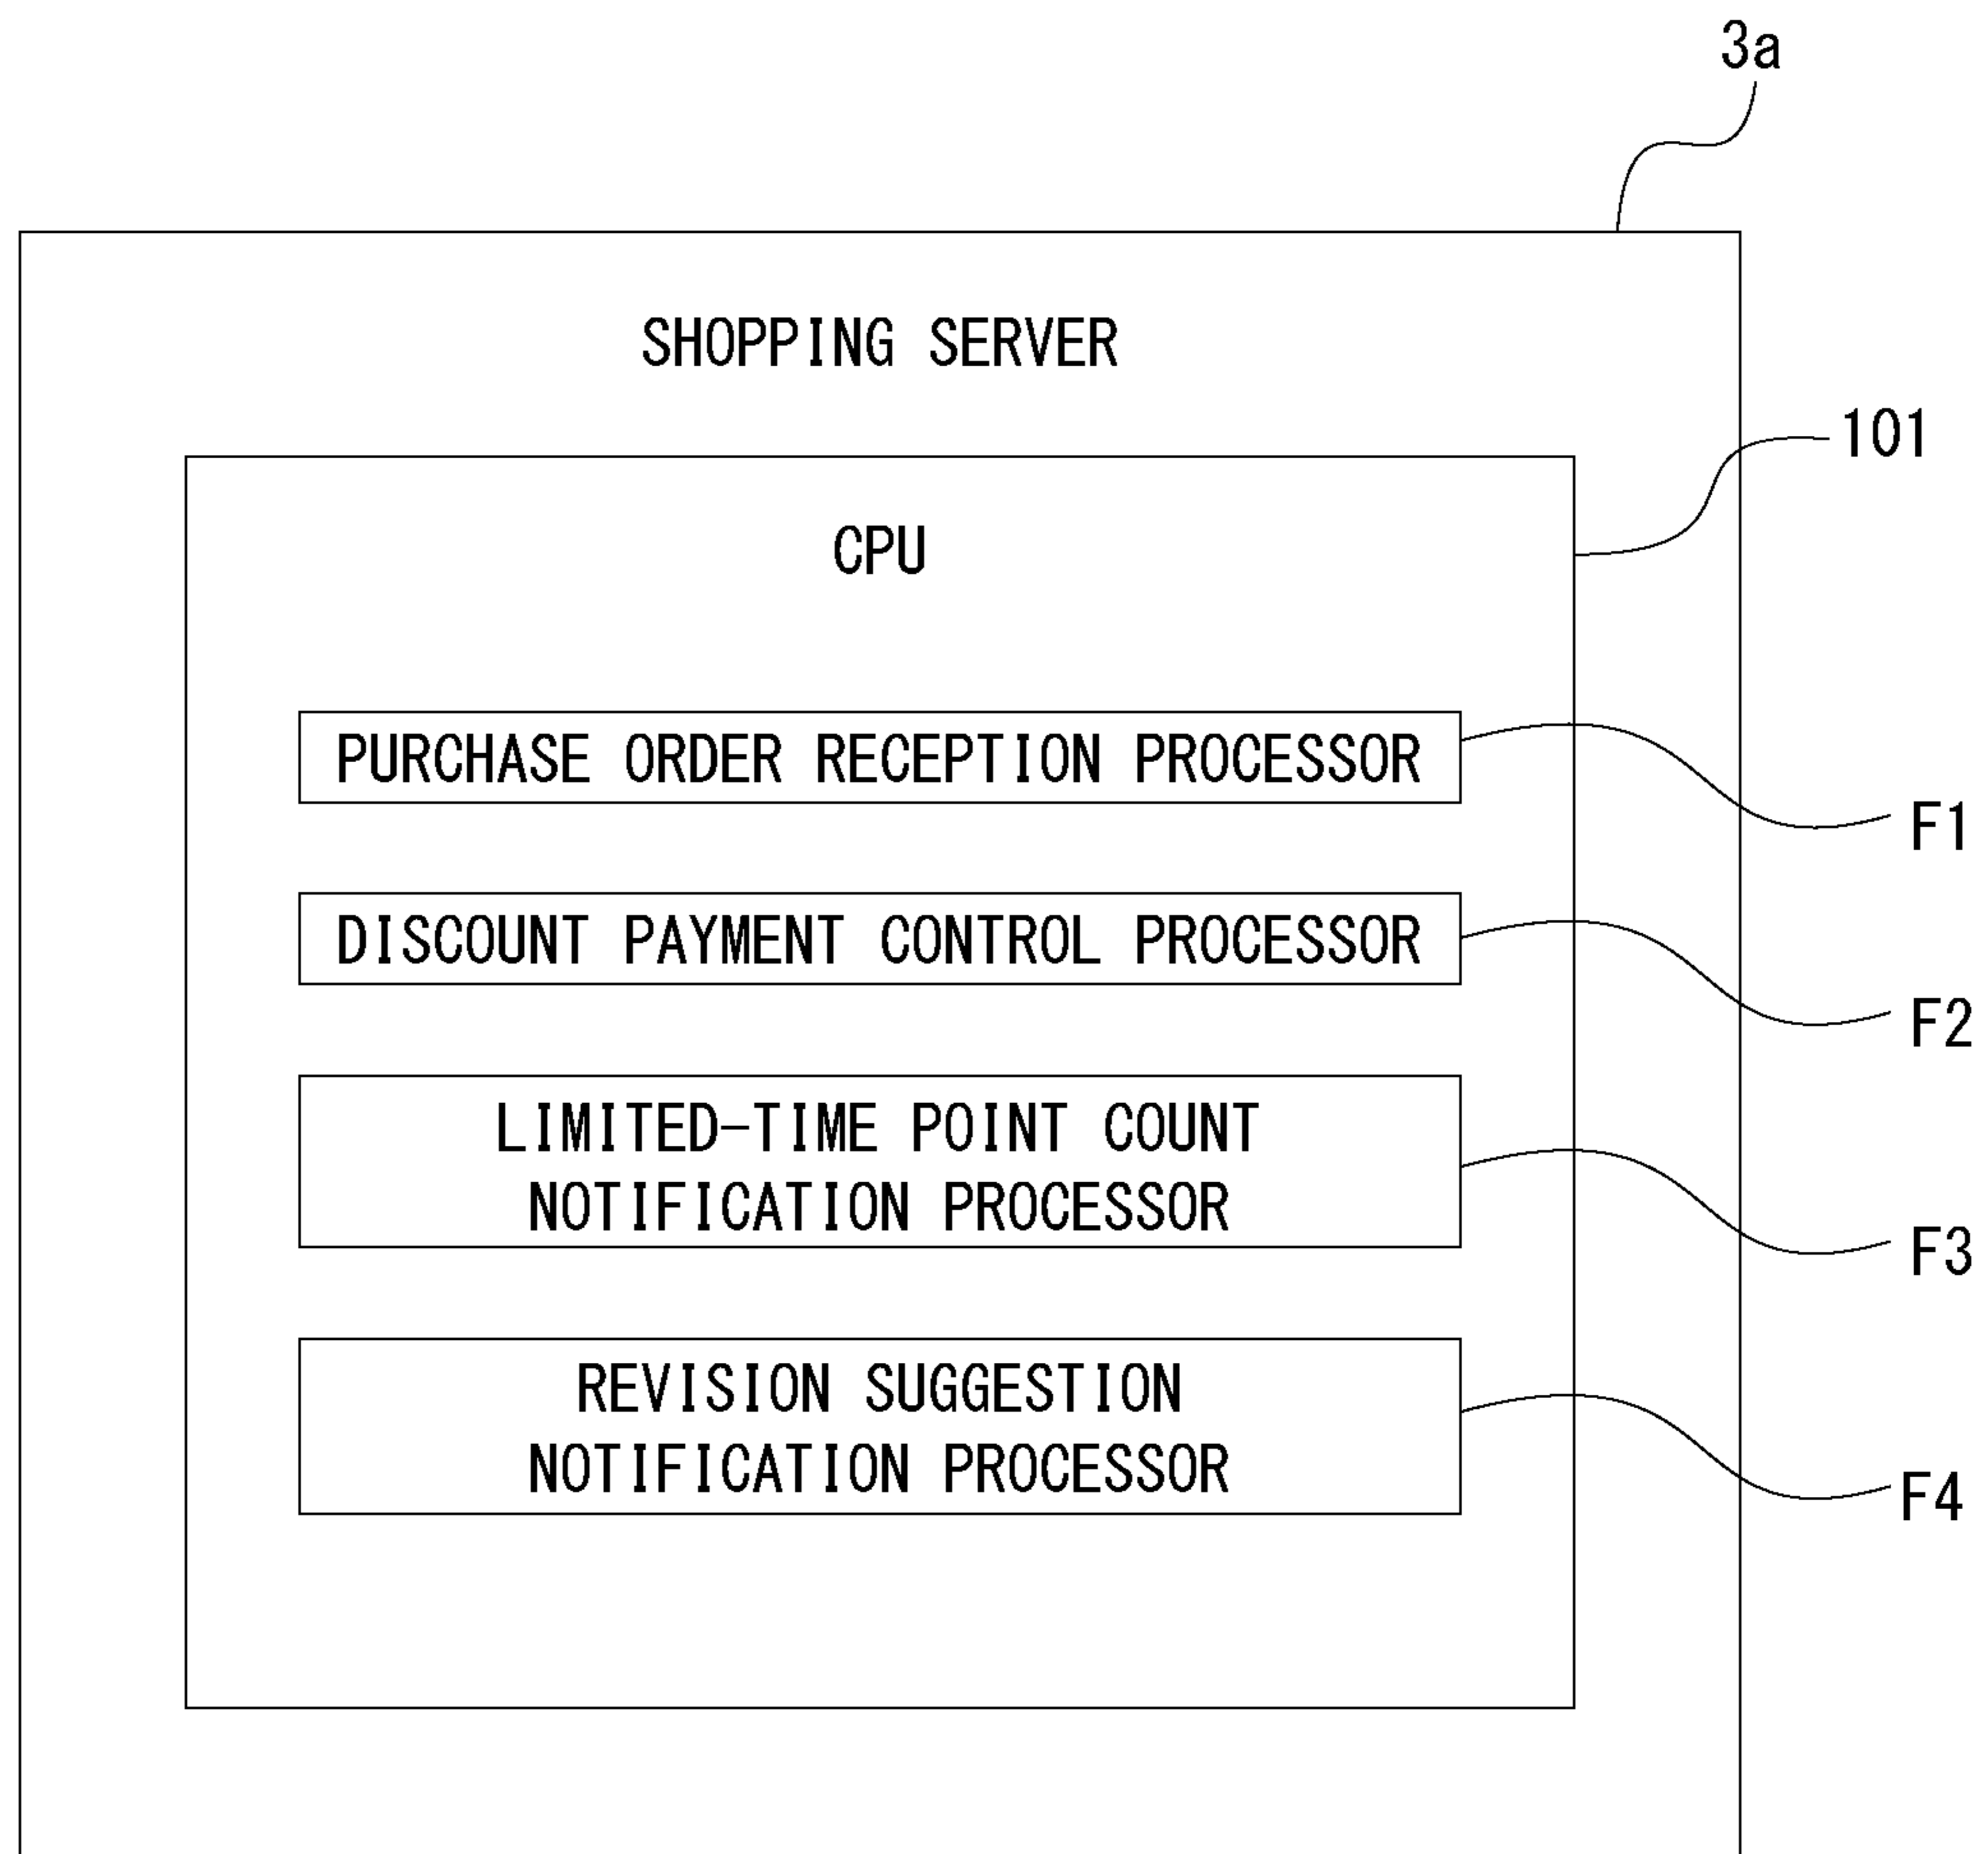 3a
SHOPPING SERVER
101
CPU
PURCHASE ORDER RECEPTION PROCESSOR
F1
DISCOUNT PAYMENT CONTROL PROCESSOR
F2
LIMITED-TIME POINT COUNT
NOTIFICATION PROCESSOR
F3
REVISION SUGGESTION
NOTIFICATION PROCESSOR
F4